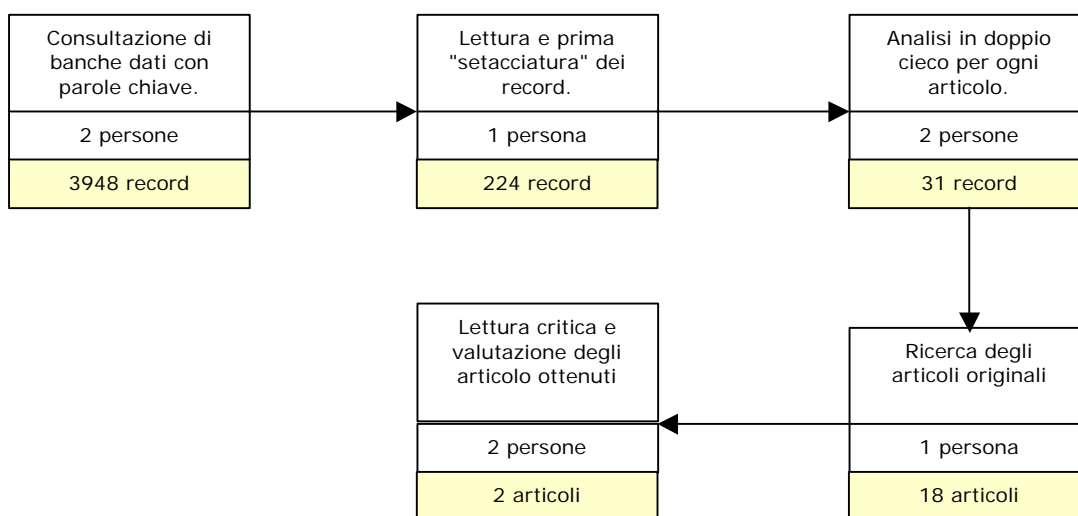 Consultazione di
banche dati con
parole chiave.
2 persone
3948 record
Lettura e prima
"setacciatura" dei
record.
1 persona
224 record
Analisi in doppio
cieco per ogni
articolo.
2 persone
31 record
Ricerca degli
articoli originali
1 persona
18 articoli
Lettura critica e
valutazione degli
articolo ottenuti
2 persone
2 articoli